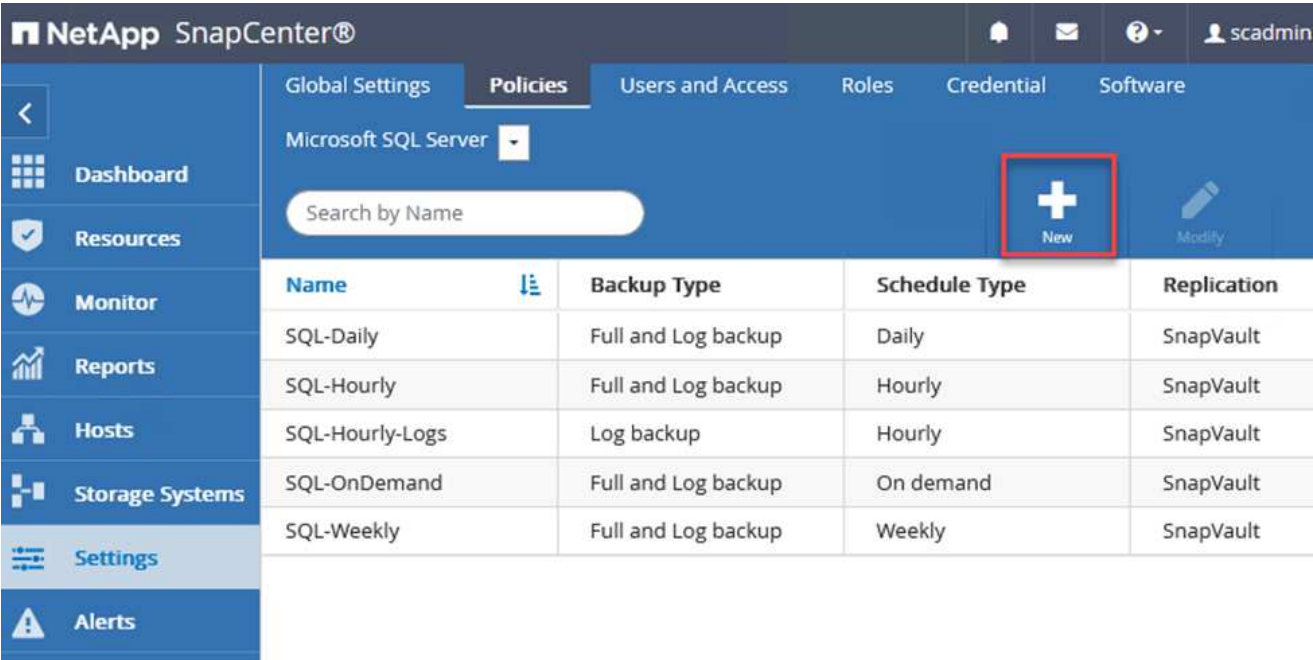 NetApp SnapCenter®
scadmin
Global Settings Policies Users and Access Roles Credential Software
Microsoft SQL Server
Dashboard
Search by Name
New
Modify
Resources
Name Backup Type Schedule Type Replication
Monitor
SQL-Daily Full and Log backup Daily SnapVault
Reports
SQL-Hourly Full and Log backup Hourly SnapVault
Hosts
SQL-Hourly-Logs Log backup Hourly SnapVault
Storage Systems
SQL-OnDemand Full and Log backup On demand SnapVault
SQL-Weekly Full and Log backup Weekly SnapVault
Settings
Alerts